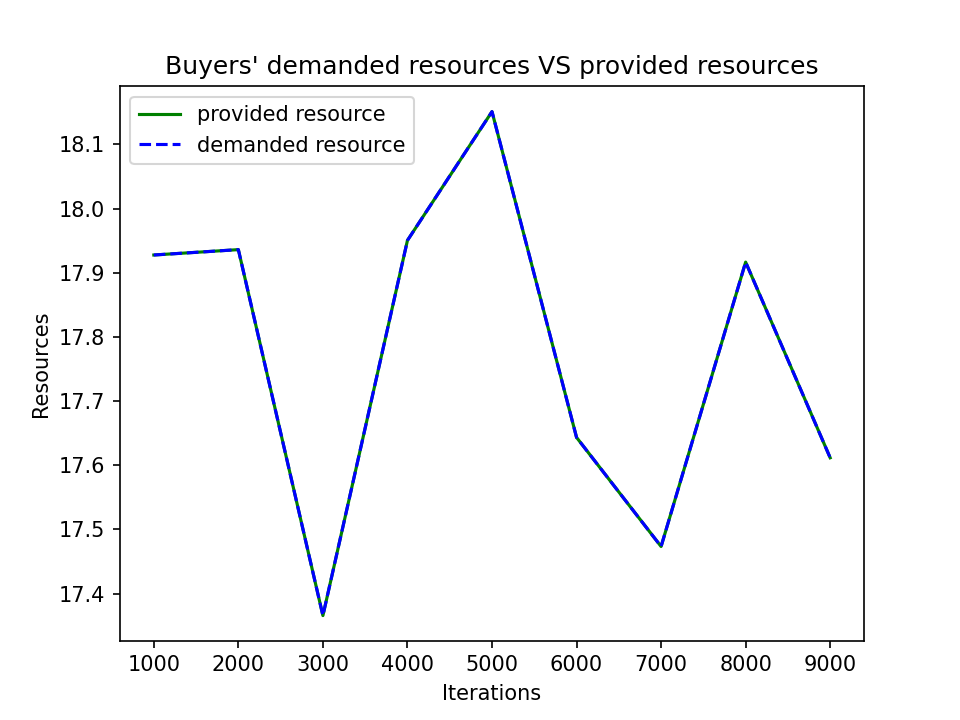 Buyers' demanded resources VS provided resources
provided resource
demanded resource
18.1
18.0
17.9
17.8
17.7
17.6
17.5
17.4
Resources
1000 2000 3000 4000 5000 6000 7000 8000 9000
Iterations